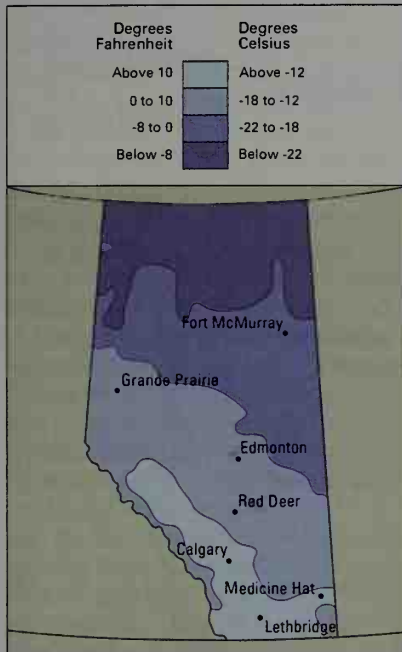 Degrees Fahrenheit
Degrees Celsius
Above 10
Above -12
0 to 10
-18 to -12
-8 to 0
-22 to -18
Below -8
Below -22
Fort McMurray
Grande Prairie
Edmonton
Red Deer
Calgary
Medicine Hat
Lethbridge